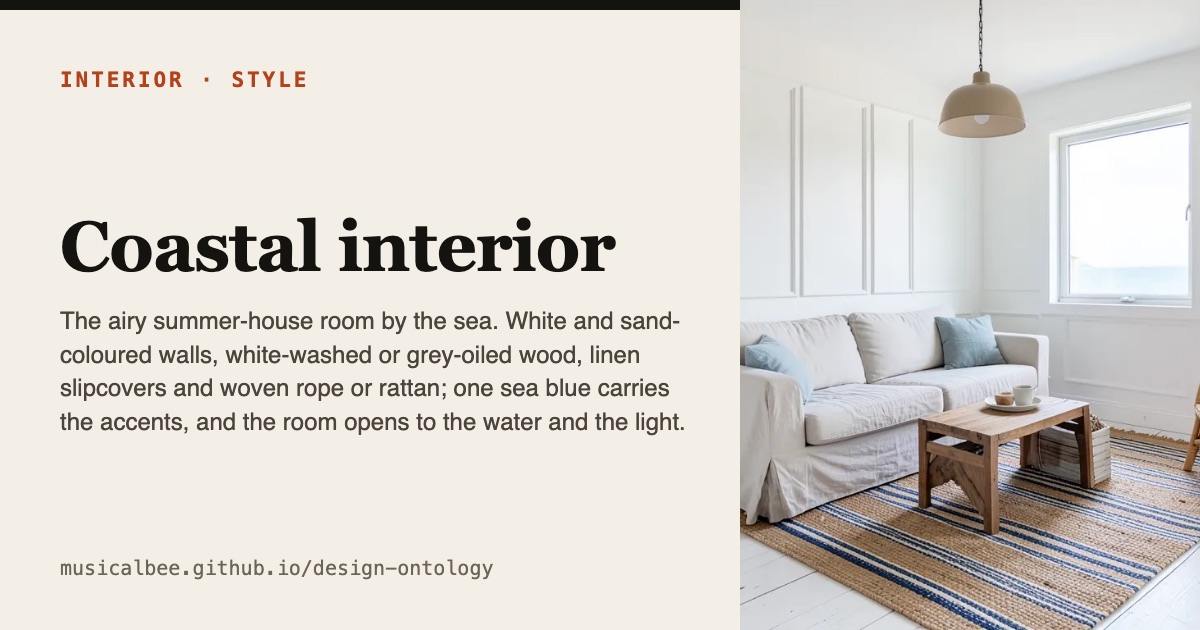 INTERIOR · STYLE
Coastal interior
The airy summer-house room by the sea. White and sand-
coloured walls, white-washed or grey-oiled wood, linen
slipcovers and woven rope or rattan; one sea blue carries
the accents, and the room opens to the water and the light.
musicalbee.github.io/design-ontology